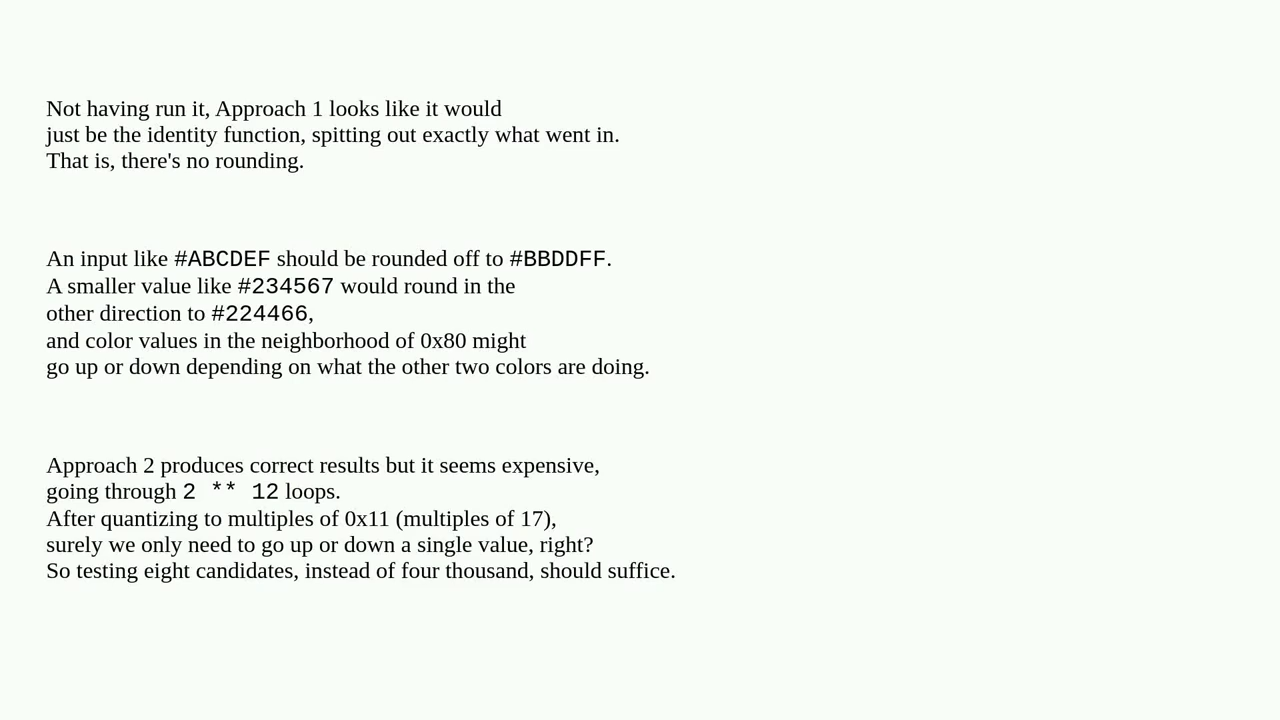 Not having run it, Approach 1 looks like it would
just be the identity function, spitting out exactly what went in.
That is, there's no rounding.
An input like #ABCDEF should be rounded off to #BBDDFF.
A smaller value like #234567 would round in the
other direction to #224466,
and color values in the neighborhood of 0x80 might
go up or down depending on what the other two colors are doing.
Approach 2 produces correct results but it seems expensive,
going through 2 ** 12 loops.
After quantizing to multiples of 0x11 (multiples of 17),
surely we only need to go up or down a single value, right?
So testing eight candidates, instead of four thousand, should suffice.